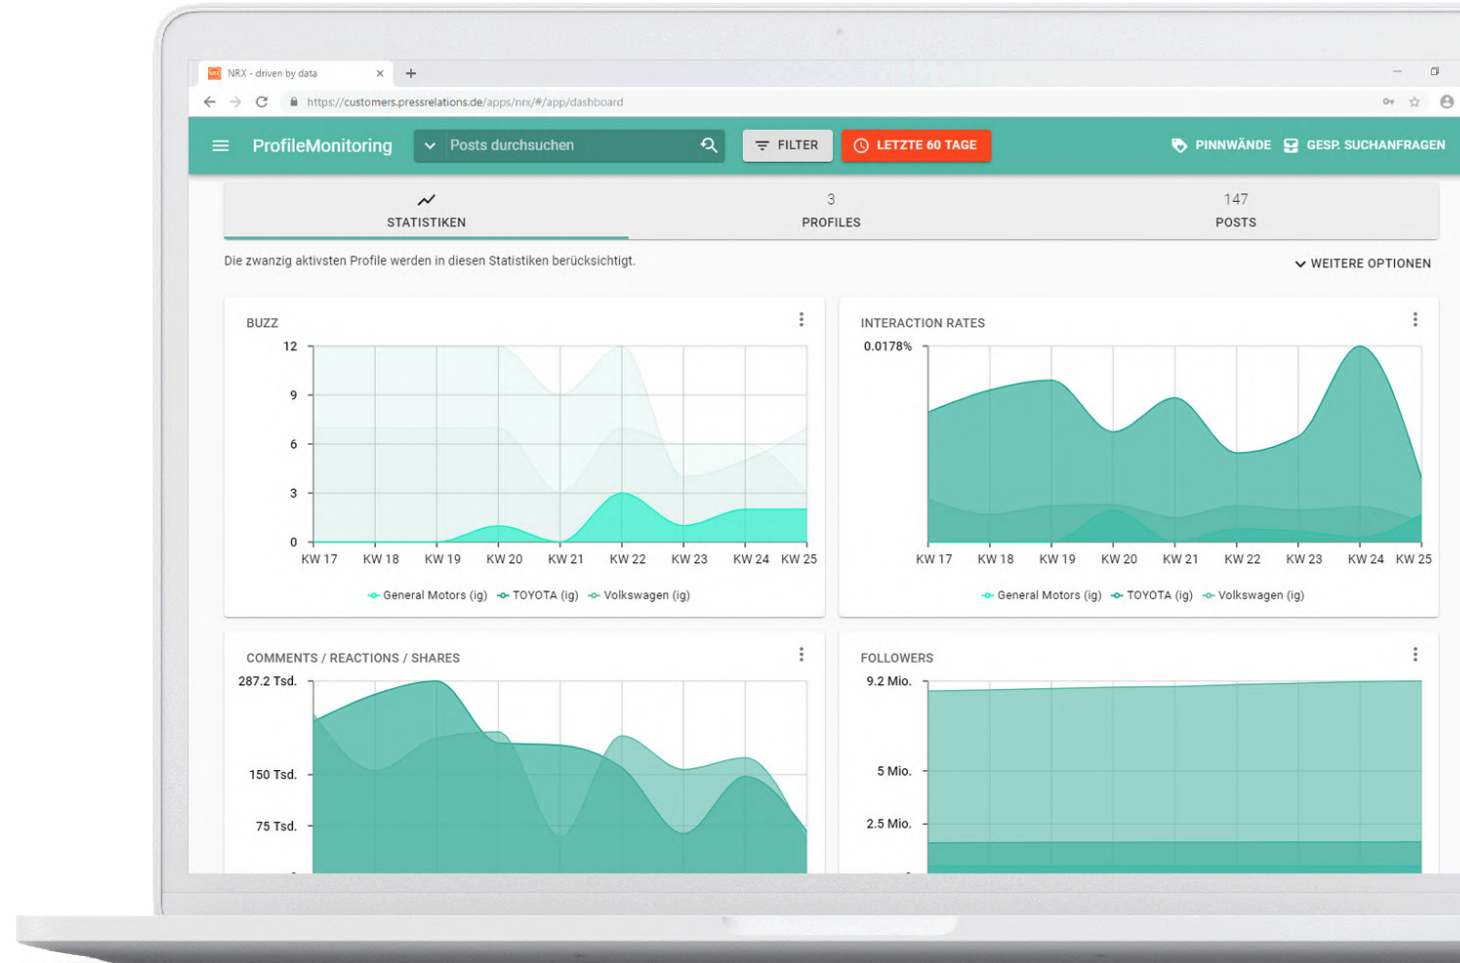 NRX - driven by data
https://customers.pressrelations.de/apps/nrx/#/app/dashboard
ProfileMonitoring
Posts durchsuchen
FILTER
LETZTE 60 TAGE
PINNWÄNDE
GESP. SUCHANFRAGEN
STATISTIKEN
3
PROFILES
147
POSTS
Die zwanzig aktivsten Profile werden in diesen Statistiken berücksichtigt.
WEITERE OPTIONEN
BUZZ
12
9
6
3
0
KW 17 KW 18 KW 19 KW 20 KW 21 KW 22 KW 23 KW 24 KW 25
General Motors (ig) TOYOTA (ig) Volkswagen (ig)
INTERACTION RATES
0.0178%
KW 17 KW 18 KW 19 KW 20 KW 21 KW 22 KW 23 KW 24 KW 25
General Motors (ig) TOYOTA (ig) Volkswagen (ig)
COMMENTS / REACTIONS / SHARES
287.2 Tsd.
150 Tsd.
75 Tsd.
FOLLOWERS
9.2 Mio.
5 Mio.
2.5 Mio.